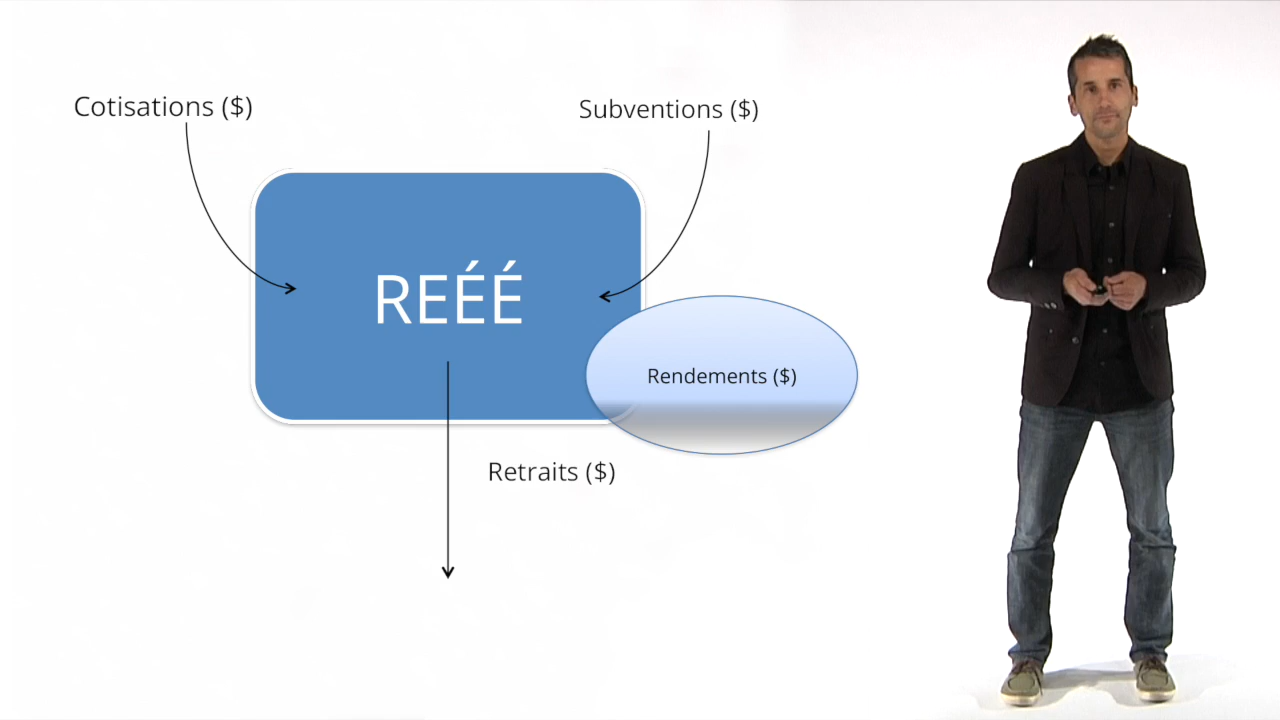 Cotisations ($)
Subventions ($)
REÉÉ
Rendements ($)
Retraits ($)